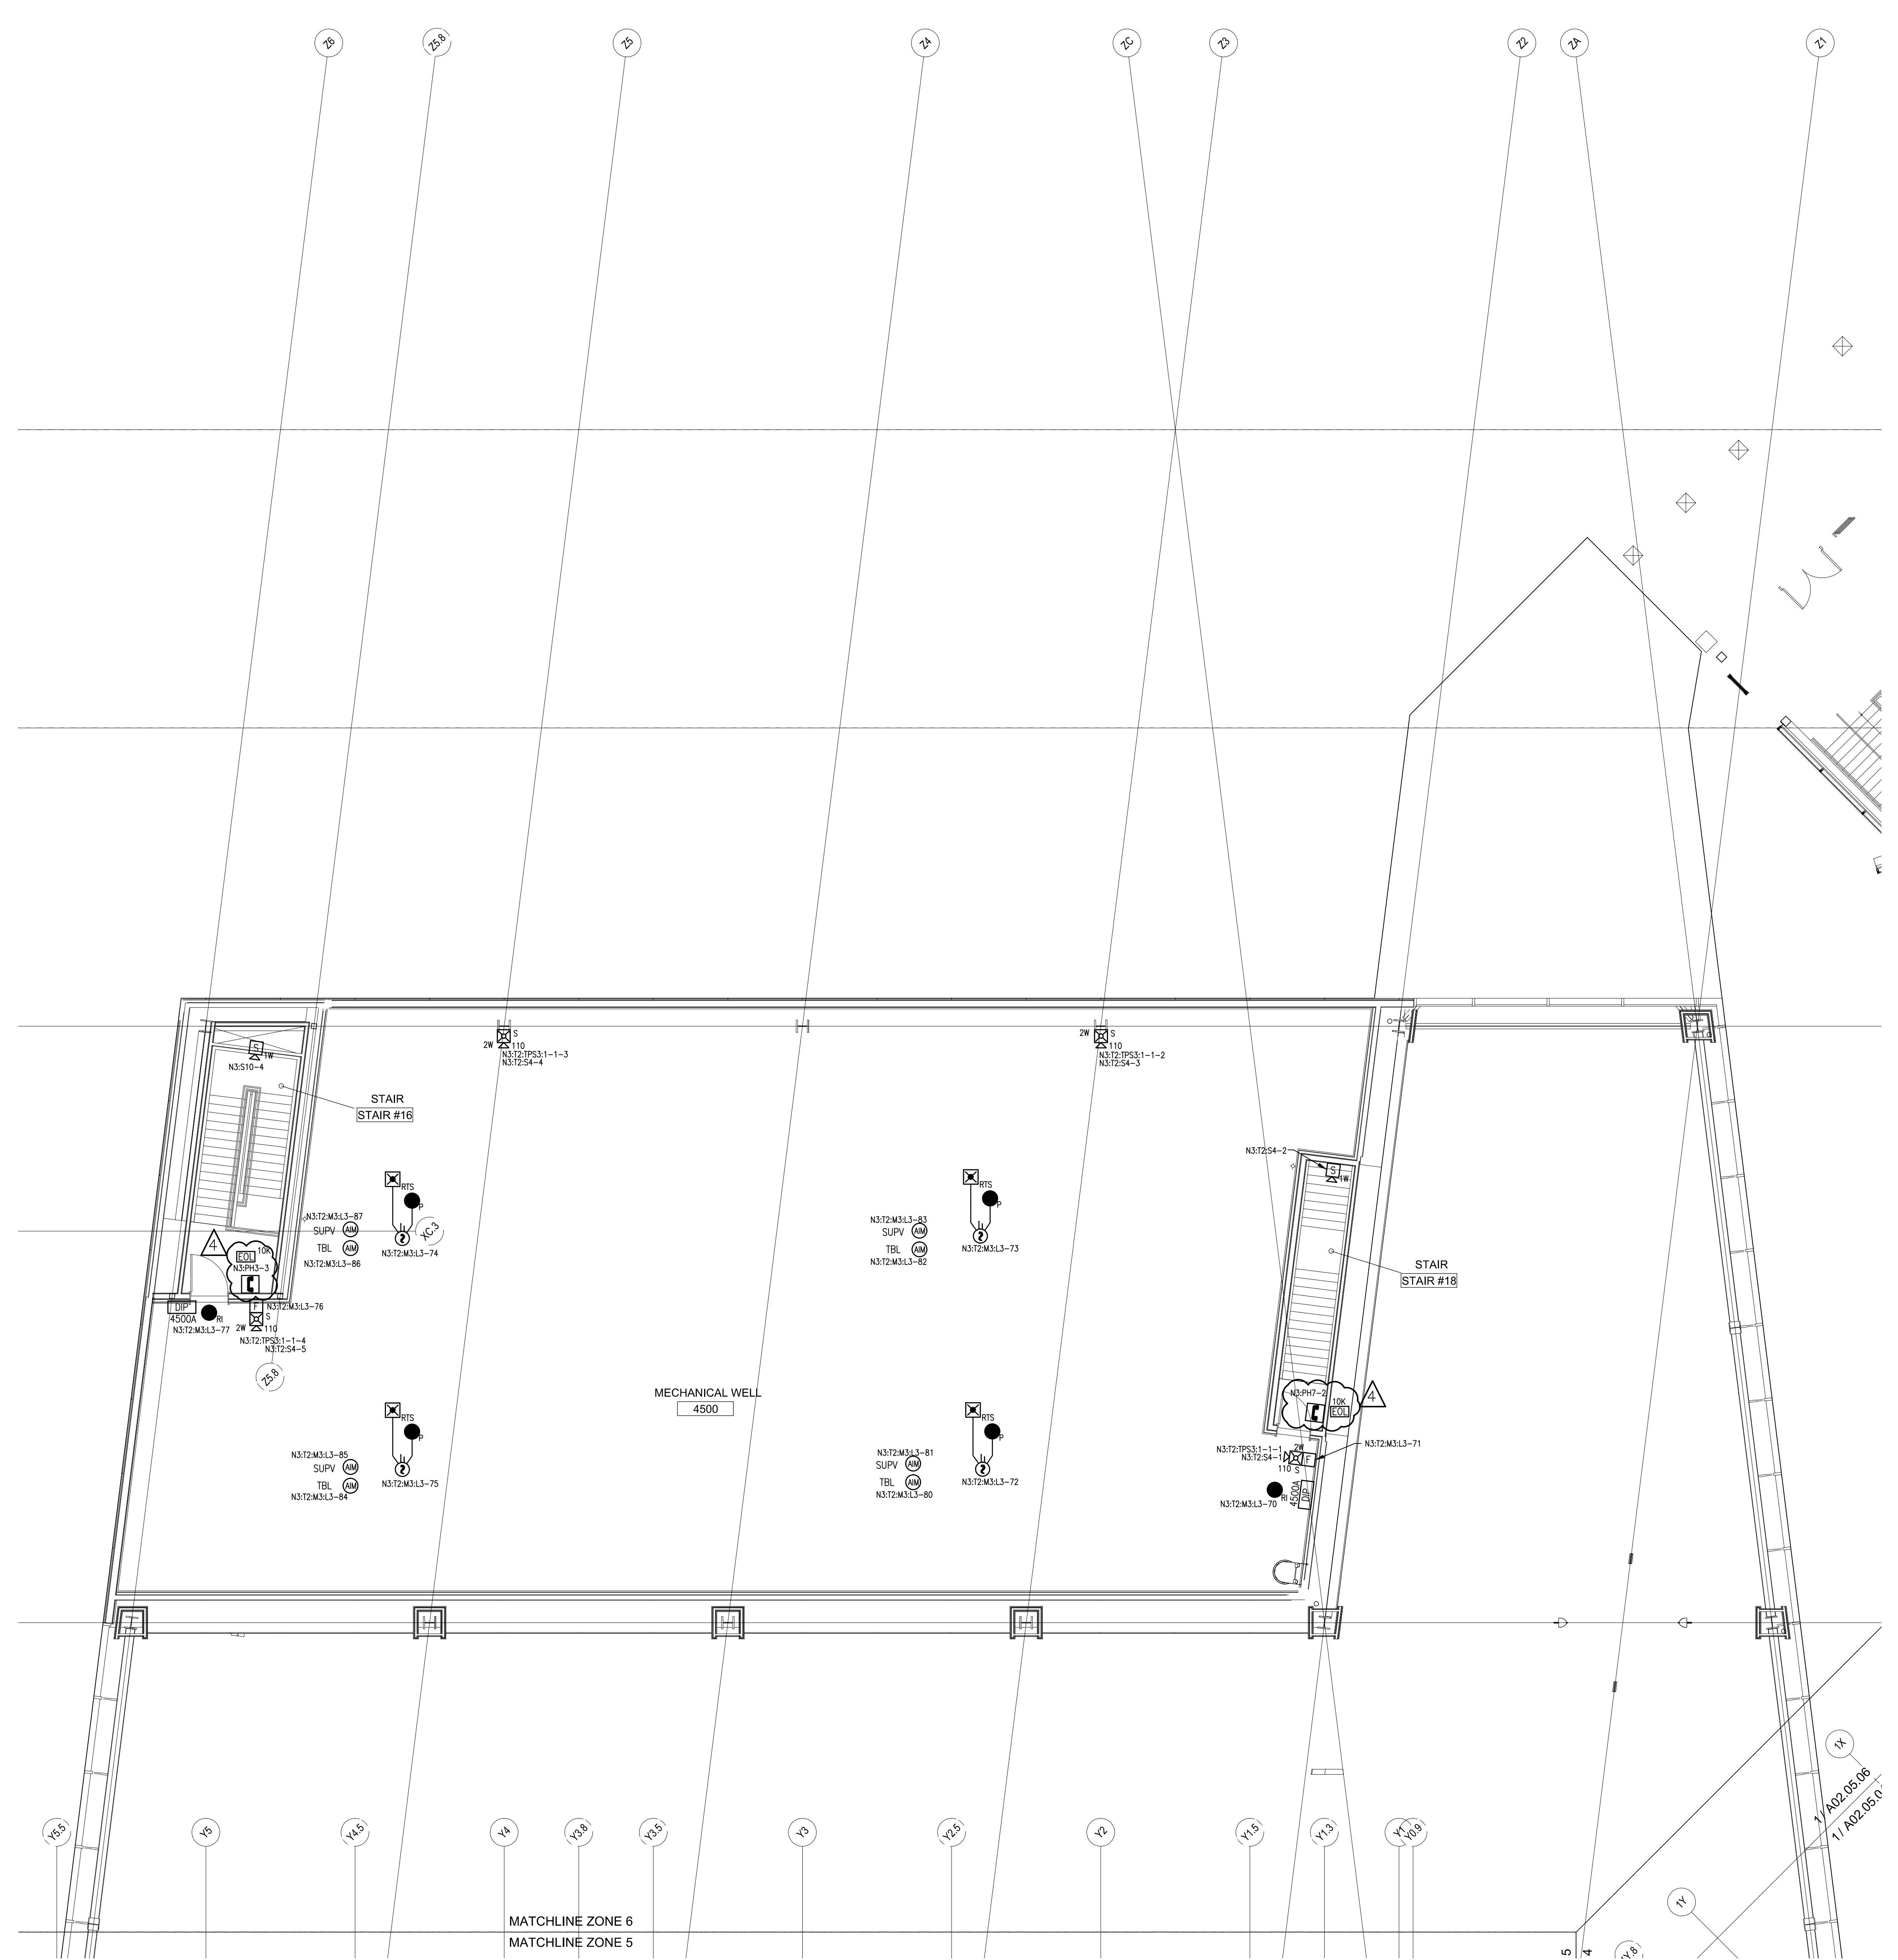 Z6
Z5.8
Z5
Z4
ZC
Z3
Z2
ZA
Z1
S
1W
N3:S10-4
STAIR
STAIR #16
S
2W
110
N3:T2:TPS3:1-1-3
N3:T2:S4-4
S
2W
110
N3:T2:TPS3:1-1-2
N3:T2:S4-3
N3:T2:S4-2
S
1W
RTS
P
N3:T2:M3:L3-87
SUPV AIM
TBL AIM
N3:T2:M3:L3-86
N3:T2:M3:L3-74
XC.3
RTS
P
N3:T2:M3:L3-83
SUPV AIM
TBL AIM
N3:T2:M3:L3-82
N3:T2:M3:L3-73
4
EOL 10K
N3:PH3-3
DIP
4500A
RI
N3:T2:M3:L3-77
F N3:T2:M3:L3-76
S
2W
110
N3:T2:TPS3:1-1-4
N3:T2:S4-5
Z5.8
STAIR
STAIR #18
MECHANICAL WELL
4500
N3:PH7-2
10K
EOL
4
RTS
P
N3:T2:M3:L3-85
SUPV AIM
TBL AIM
N3:T2:M3:L3-84
N3:T2:M3:L3-75
RTS
P
N3:T2:M3:L3-81
SUPV AIM
TBL AIM
N3:T2:M3:L3-80
N3:T2:M3:L3-72
N3:T2:TPS3:1-1-1
N3:T2:S4-1
2W
F
110 S
N3:T2:M3:L3-71
RI
N3:T2:M3:L3-70
4500A
DIP
1X
1 / A02.05.06
1 / A02.05.0
Y5.5
Y5
Y4.5
Y4
Y3.8
Y3.5
Y3
Y2.5
Y2
Y1.5
Y1.3
Y1
Y0.9
1Y
MATCHLINE ZONE 6
MATCHLINE ZONE 5
5
4